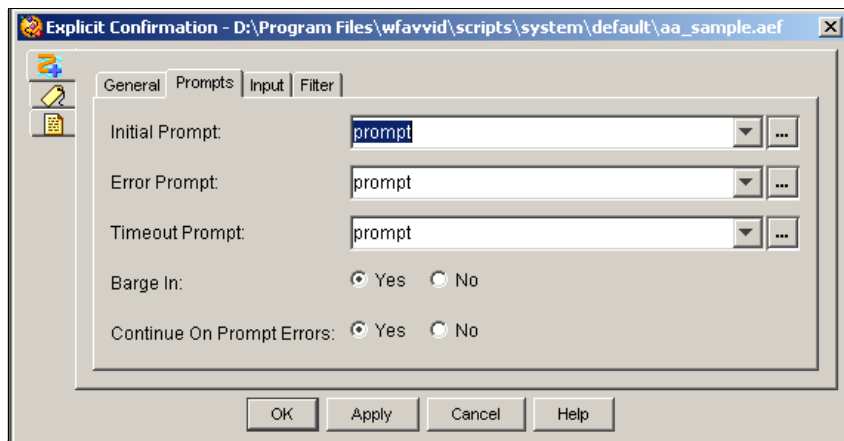 Explicit Confirmation - D:\Program Files\wfavvid\scripts\system\default\aa_sample.aef
General Prompts Input Filter
Initial Prompt: prompt ...
Error Prompt: prompt ...
Timeout Prompt: prompt ...
Barge In: Yes No
Continue On Prompt Errors: Yes No
OK Apply Cancel Help